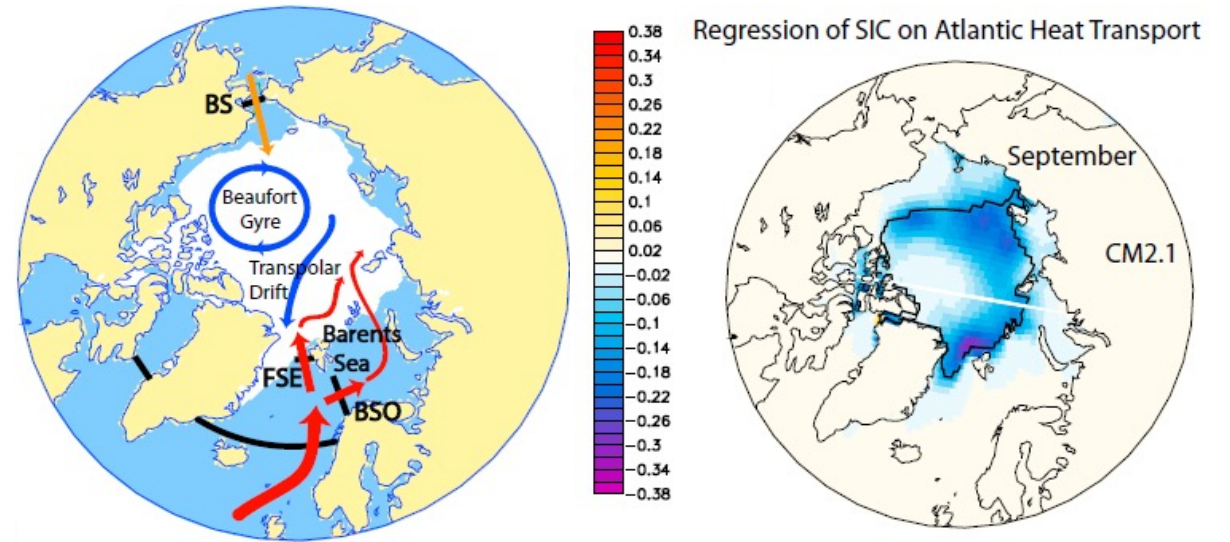 BS
Beaufort
Gyre
Transpolar
Drift
Barents
Sea
FSE
BSO
0.38
0.34
0.3
0.26
0.22
0.18
0.14
0.1
0.06
0.02
−0.02
−0.06
−0.1
−0.14
−0.18
−0.22
−0.26
−0.3
−0.34
−0.38
Regression of SIC on Atlantic Heat Transport
September
CM2.1